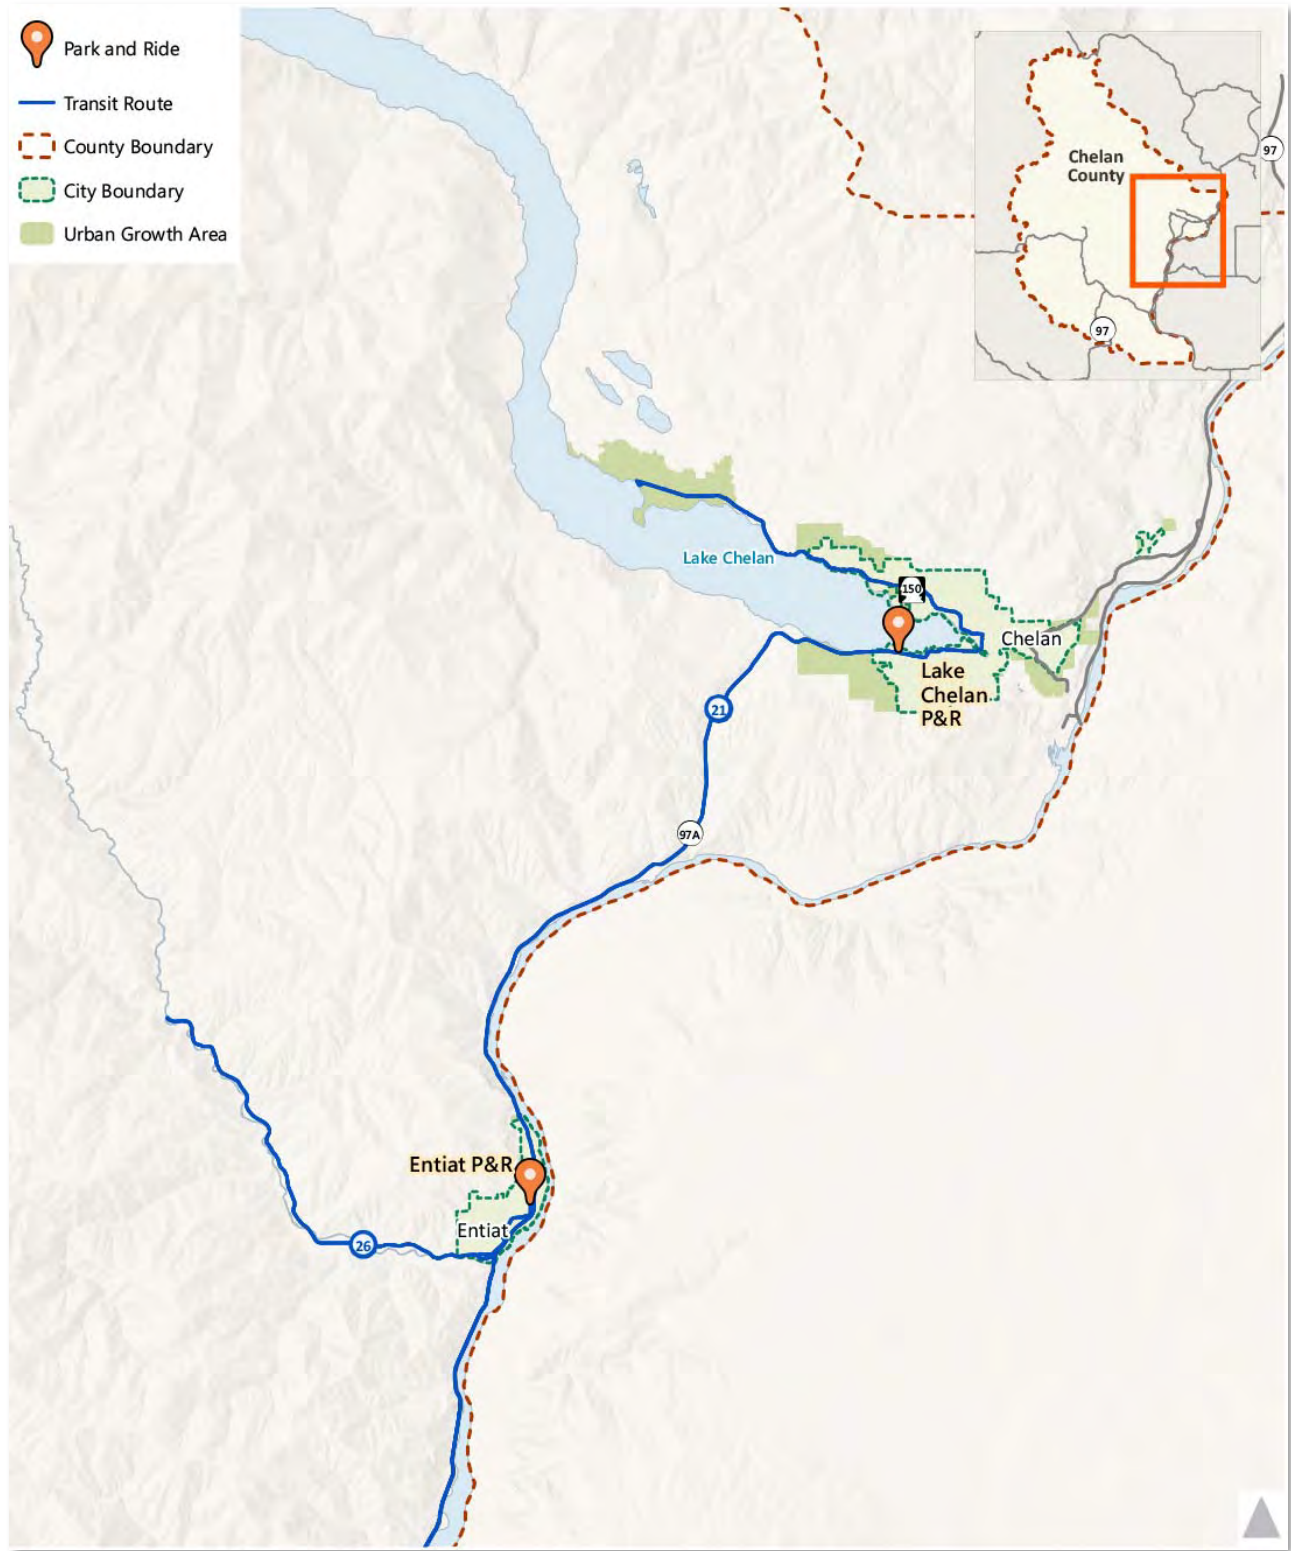 Park and Ride
Transit Route
County Boundary
City Boundary
Urban Growth Area
Chelan
County
97
97
Lake Chelan
150
Chelan
Lake
Chelan
P&R
21
97A
Entiat P&R
Entiat
26